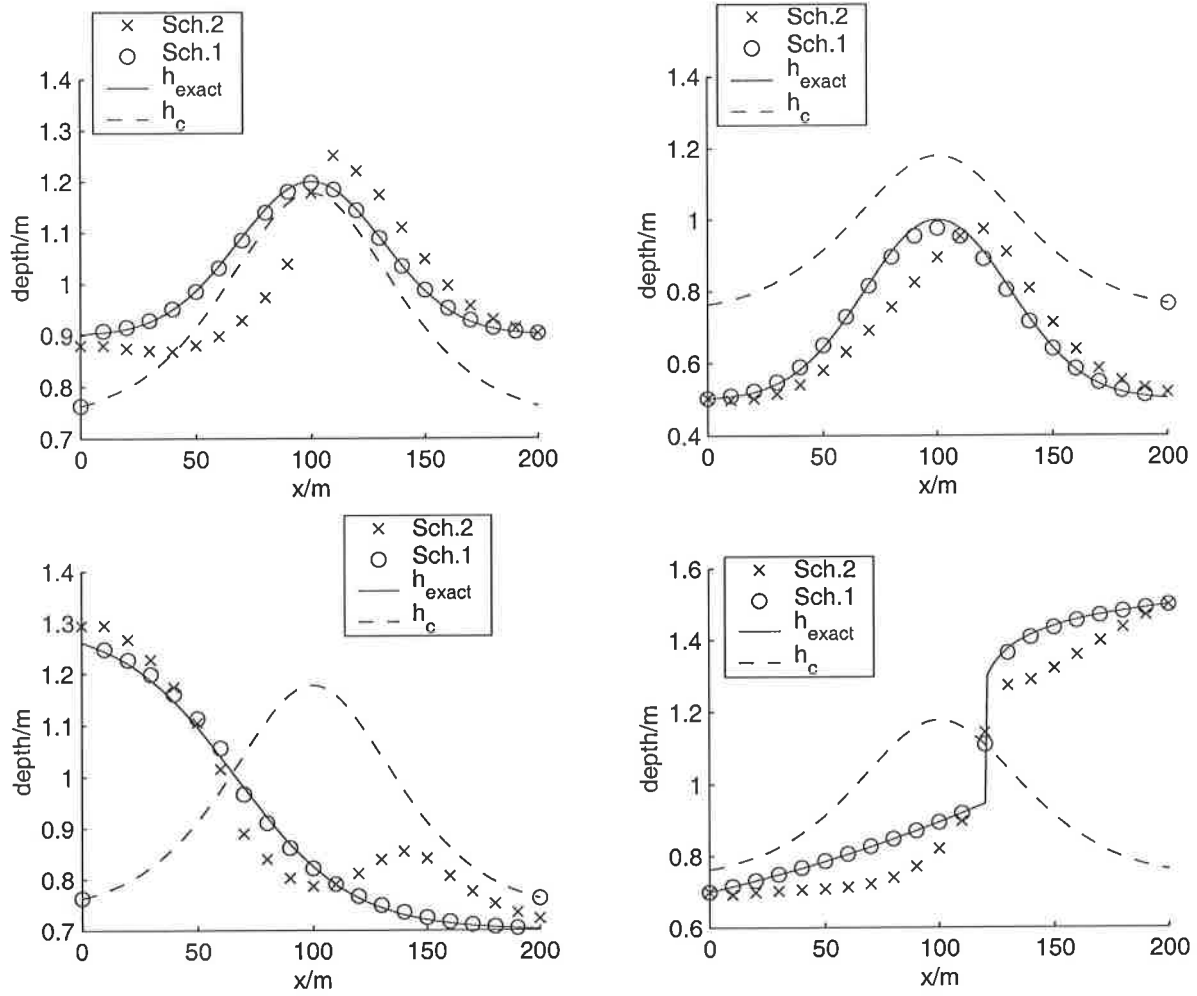 Sch.2
Sch.1
h_exact
h_c
1.4
1.3
1.2
1.1
1
0.9
0.8
0.7
depth/m
0 50 100 150 200
x/m
Sch.2
Sch.1
h_exact
h_c
1.4
1.2
1
0.8
0.6
0.4
depth/m
0 50 100 150 200
x/m
Sch.2
Sch.1
h_exact
h_c
1.4
1.3
1.2
1.1
1
0.9
0.8
0.7
depth/m
0 50 100 150 200
x/m
Sch.2
Sch.1
h_exact
h_c
1.6
1.4
1.2
1
0.8
0.6
depth/m
0 50 100 150 200
x/m